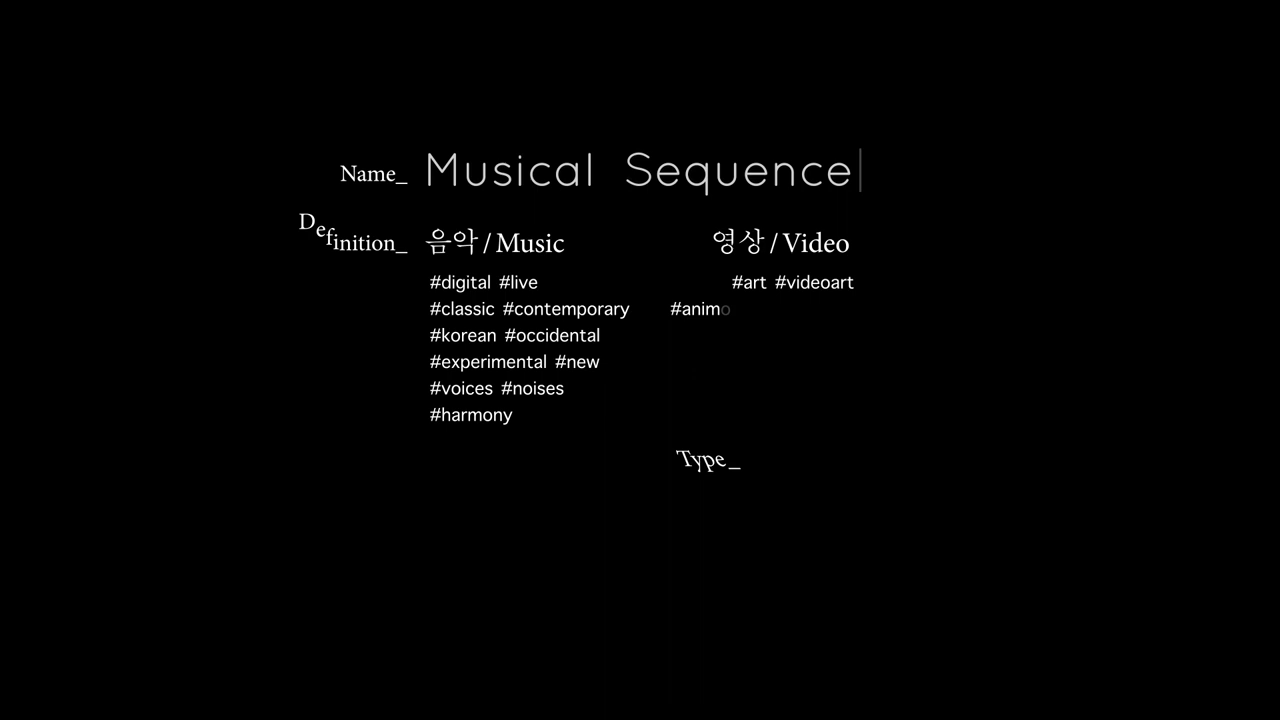 Name_ Musical Sequence
Definition_ 음악/Music 영상/Video
#digital #live #art #videoart
#classic #contemporary #animo
#korean #occidental
#experimental #new
#voices #noises
#harmony
Type_